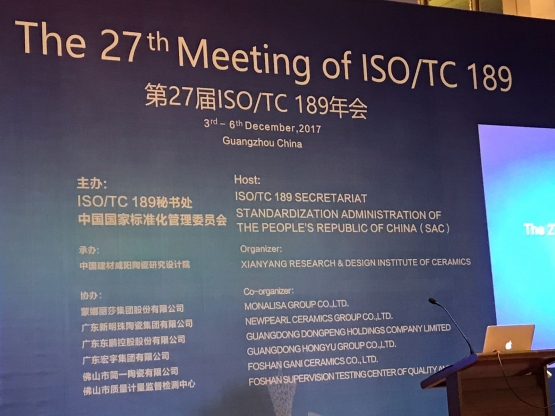 The 27th Meeting of ISO/TC 189
第27届ISO/TC 189年会
3rd – 6th December,2017
Guangzhou China
主办:
ISO/TC 189秘书处
中国国家标准化管理委员会
Host:
ISO/TC 189 SECRETARIAT
STANDARDIZATION ADMINISTRATION OF
THE PEOPLE'S REPUBLIC OF CHINA ( SAC )
承办:
中国建材咸阳陶瓷研究设计院
Organizer:
XIANYANG RESEARCH & DESIGN INSTITUTE OF CERAMICS
协办:
蒙娜丽莎集团股份有限公司
广东新明珠陶瓷集团有限公司
广东东鹏控股股份有限公司
广东宏宇集团有限公司
佛山市简一陶瓷有限公司
佛山市质量计量监督检测中心
Co-organizer:
MONALISA GROUP CO.,LTD.
NEWPEARL CERAMICS GROUP CO.,LTD.
GUANGDONG DONGPENG HOLDINGS COMPANY LIMITED
GUANGDONG HONGYU GROUP CO.,LTD.
FOSHAN GANI CERAMICS CO., LTD.
FOSHAN SUPERVISION TESTING CENTER OF QUALITY
The 2